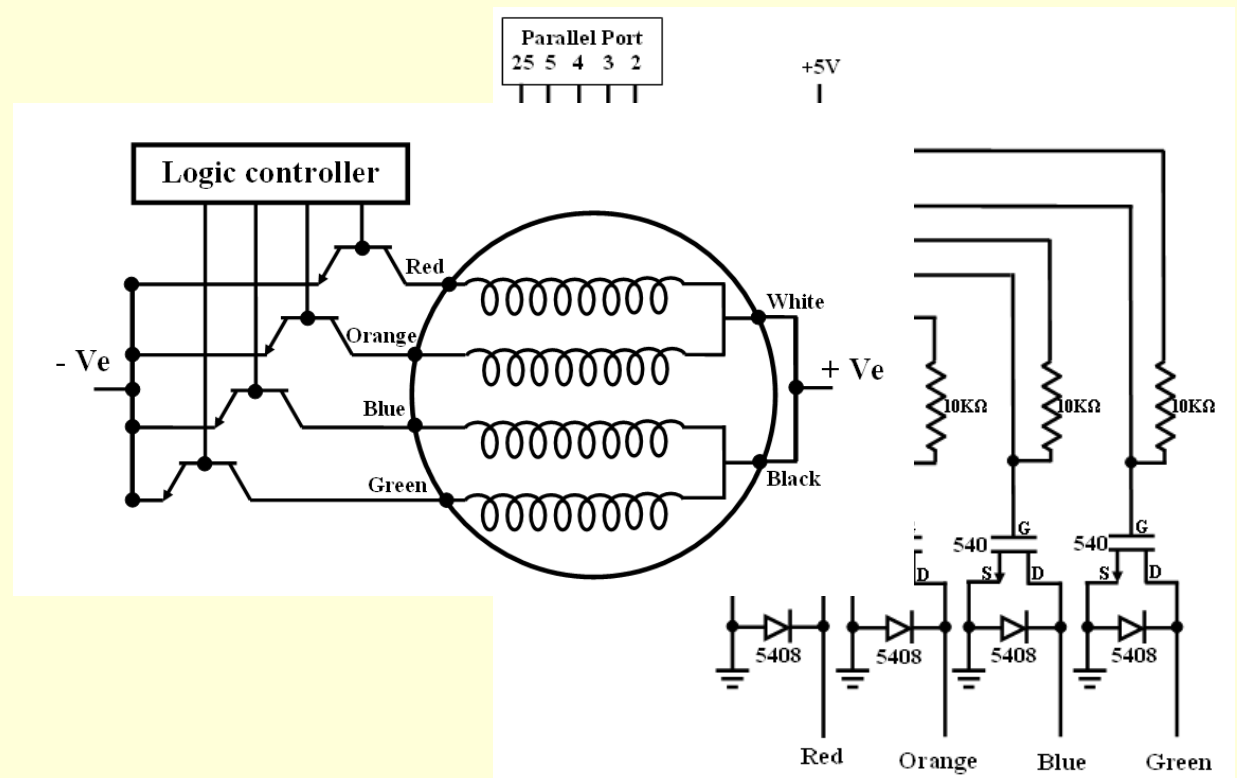 Parallel Port
25 5 4 3 2
+5V
Logic controller
Red
Orange
Blue
Green
- Ve
White
+ Ve
Black
10KΩ
10KΩ
10KΩ
D
G
540
S
D
G
540
S
D
5408
5408
5408
5408
Red
Orange
Blue
Green